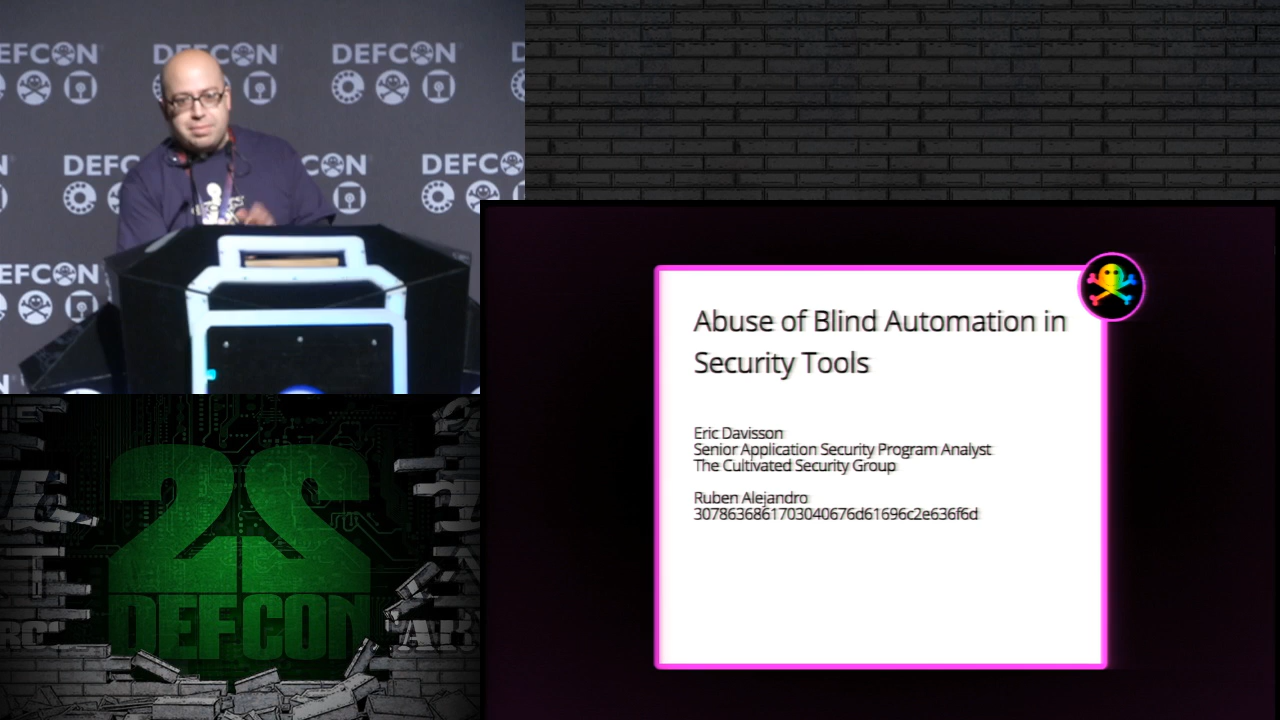 DEFCON DEFCON DEFCON
DEFCON DEFCON DEFCON
DEFCON
22
DEFCON
Abuse of Blind Automation in
Security Tools
Eric Davisson
Senior Application Security Program Analyst
The Cultivated Security Group
Ruben Alejandro
3078636861703040676d61696c2e636f6d